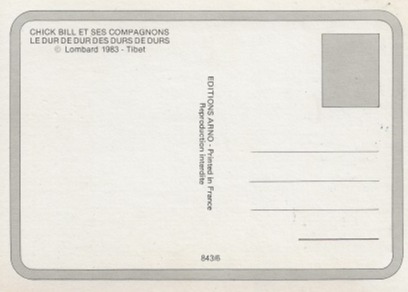 CHICK BILL ET SES COMPAGNONS
LE DUR DE DUR DES DURS DE DURS
© Lombard 1983 - Tibet
EDITIONS ARNO - Printed in France
Reproduction interdite
843/6